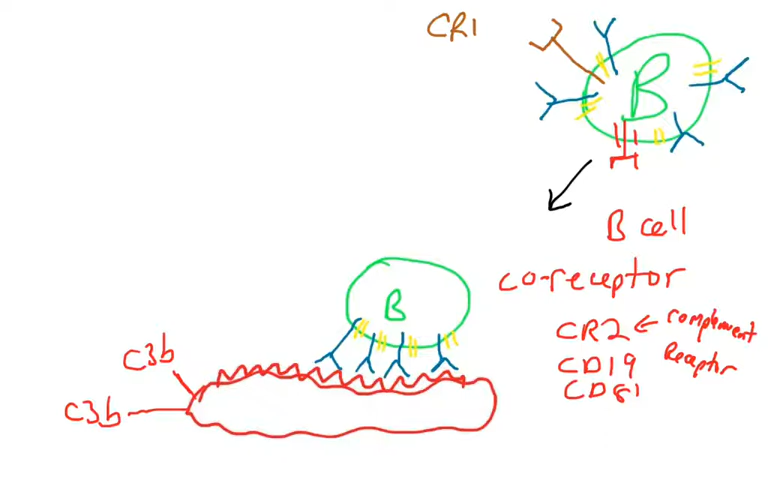 CR1
B
B cell
co-receptor
B
CR2 ← complement
Receptor
CD19
CD81
C3b
C3b